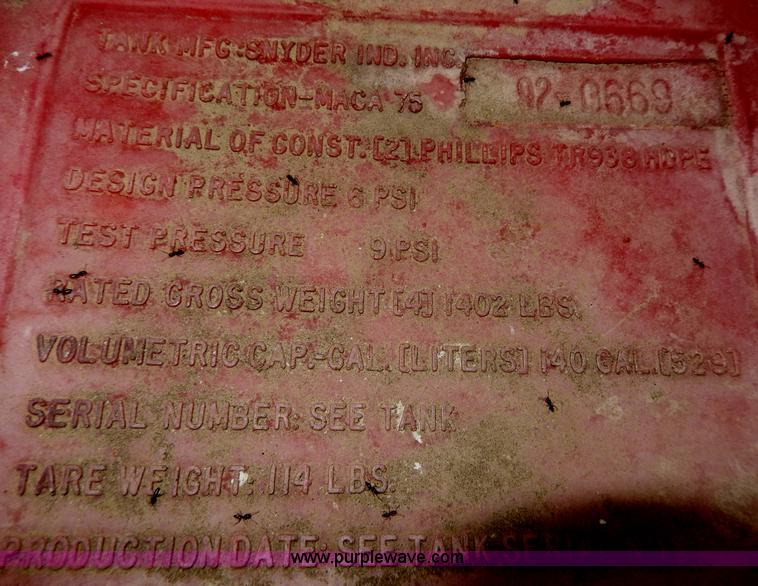 TANK MFG: SNYDER IND. INC.
02-0669
SPECIFICATION-MACA 75
MATERIAL OF CONST. [2] PHILLIPS TR938 HDPE
DESIGN PRESSURE 6 PSI
TEST PRESSURE 9 PSI
RATED GROSS WEIGHT [4] 1402 LBS.
VOLUMETRIC CAP.-GAL. [LITERS] 140 GAL. [529]
SERIAL NUMBER: SEE TANK
TARE WEIGHT: 114 LBS.
PRODUCTION DATE: SEE TANK
www.purplewave.com